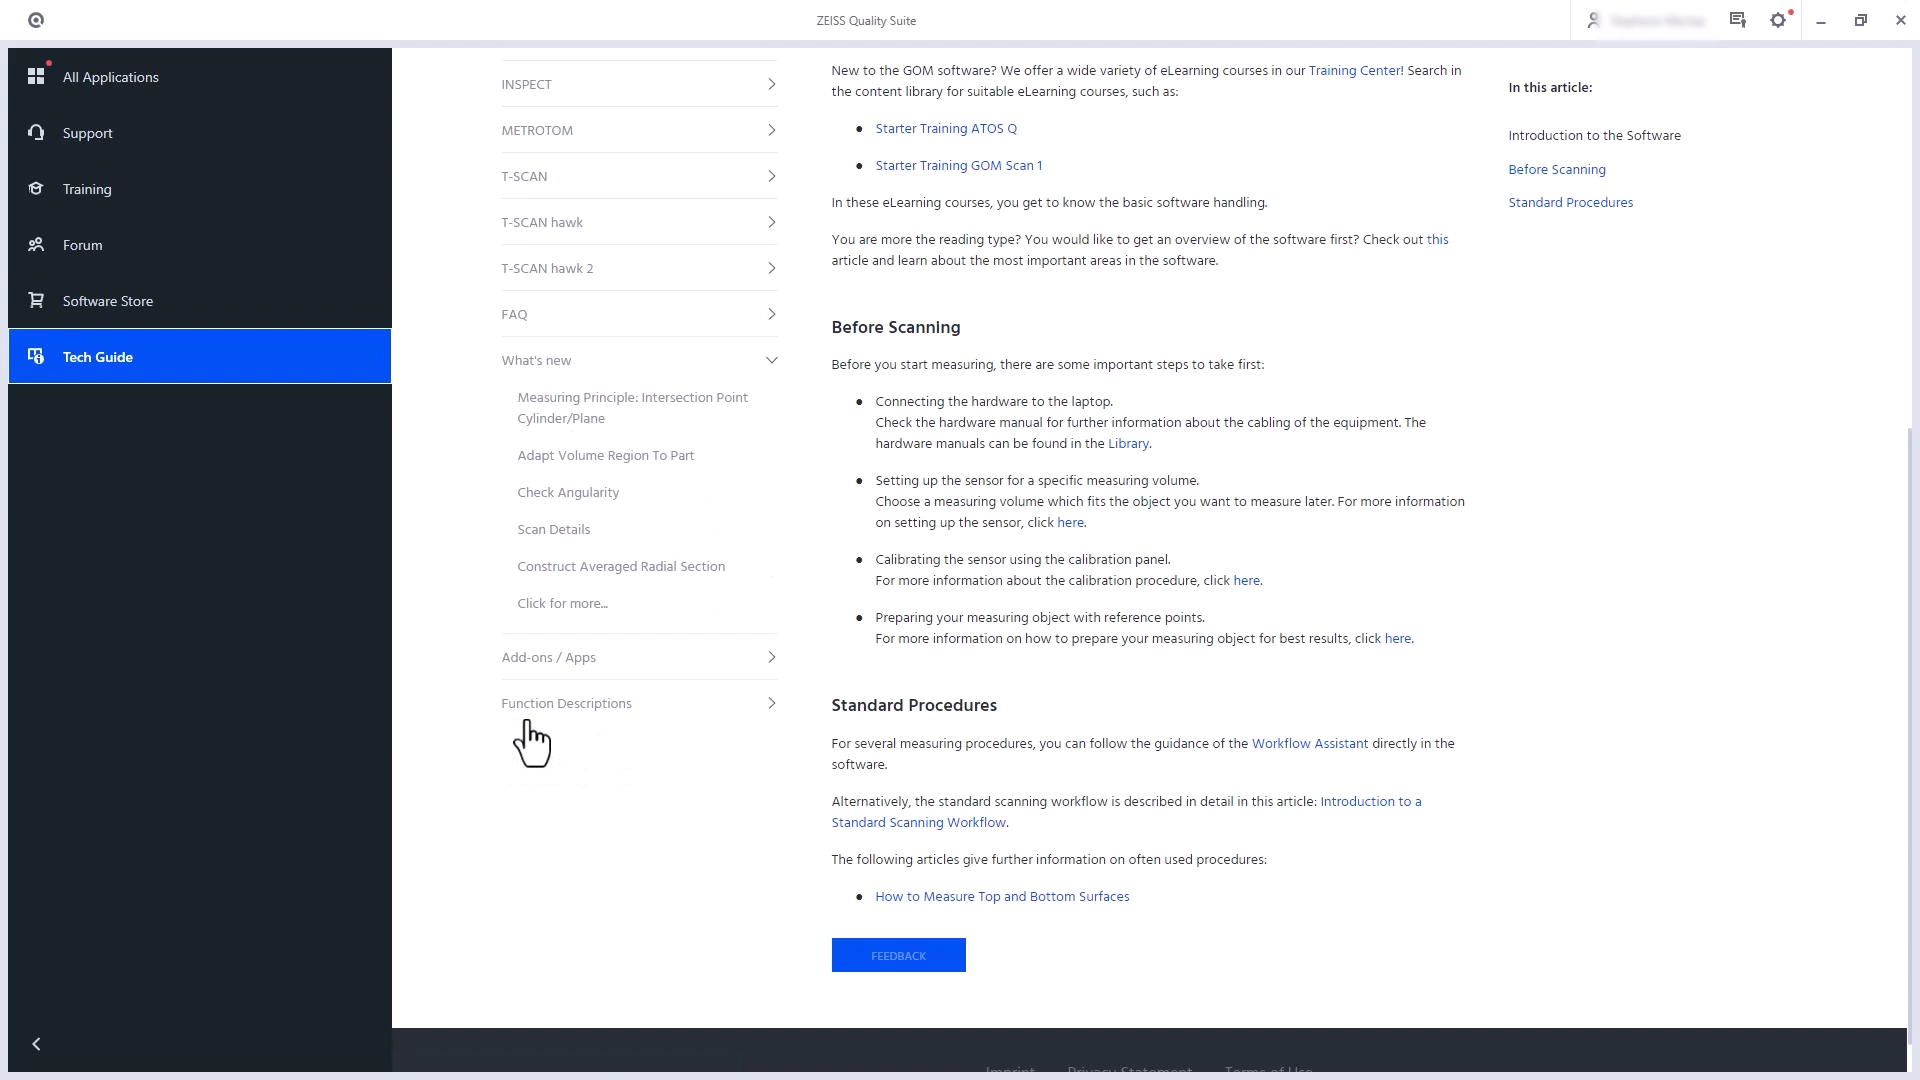 ZEISS Quality Suite
All Applications
Support
Training
Forum
Software Store
Tech Guide
INSPECT
METROTOM
T-SCAN
T-SCAN hawk
T-SCAN hawk 2
FAQ
What's new
Measuring Principle: Intersection Point
Cylinder/Plane
Adapt Volume Region To Part
Check Angularity
Scan Details
Construct Averaged Radial Section
Click for more...
Add-ons / Apps
Function Descriptions
New to the GOM software? We offer a wide variety of eLearning courses in our Training Center! Search in
the content library for suitable eLearning courses, such as:
Starter Training ATOS Q
Starter Training GOM Scan 1
In these eLearning courses, you get to know the basic software handling.
You are more the reading type? You would like to get an overview of the software first? Check out this
article and learn about the most important areas in the software.
Before Scanning
Before you start measuring, there are some important steps to take first:
Connecting the hardware to the laptop.
Check the hardware manual for further information about the cabling of the equipment. The
hardware manuals can be found in the Library.
Setting up the sensor for a specific measuring volume.
Choose a measuring volume which fits the object you want to measure later. For more information
on setting up the sensor, click here.
Calibrating the sensor using the calibration panel.
For more information about the calibration procedure, click here.
Preparing your measuring object with reference points.
For more information on how to prepare your measuring object for best results, click here.
Standard Procedures
For several measuring procedures, you can follow the guidance of the Workflow Assistant directly in the
software.
Alternatively, the standard scanning workflow is described in detail in this article: Introduction to a
Standard Scanning Workflow.
The following articles give further information on often used procedures:
How to Measure Top and Bottom Surfaces
FEEDBACK
In this article:
Introduction to the Software
Before Scanning
Standard Procedures
Imprint Privacy Statement Terms of Use